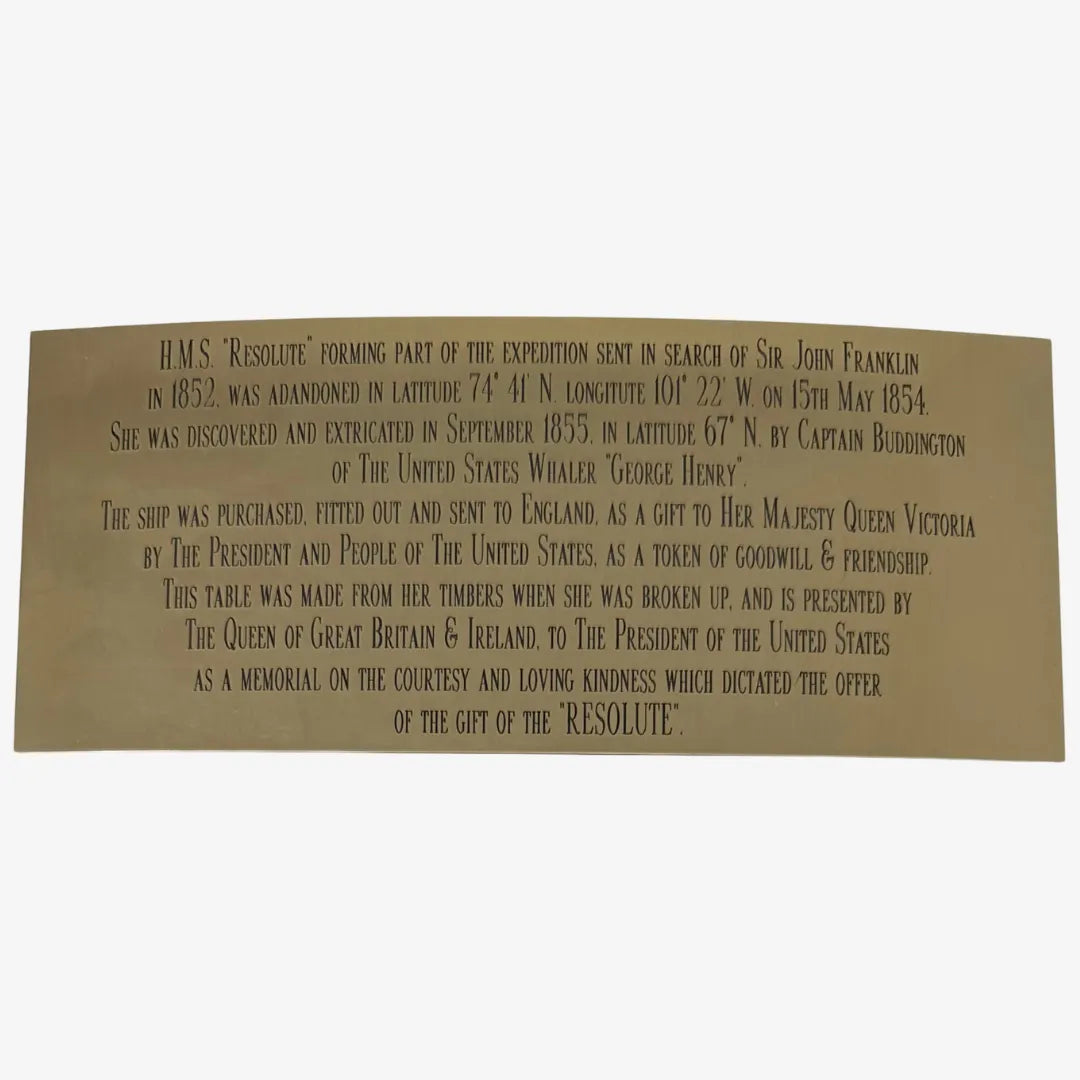 H.M.S. "Resolute" forming part of the expedition sent in search of Sir John Franklin
in 1852, was adandoned in latitude 74° 41' N. longitute 101° 22' W. on 15th May 1854.
She was discovered and extricated in September 1855, in latitude 67° N. by Captain Buddington
of The United States Whaler "George Henry".
The ship was purchased, fitted out and sent to England, as a gift to Her Majesty Queen Victoria
by The President and People of The United States, as a token of goodwill & friendship.
This table was made from her timbers when she was broken up, and is presented by
The Queen of Great Britain & Ireland, to The President of the United States
as a memorial on the courtesy and loving kindness which dictated the offer
of the gift of the "RESOLUTE".